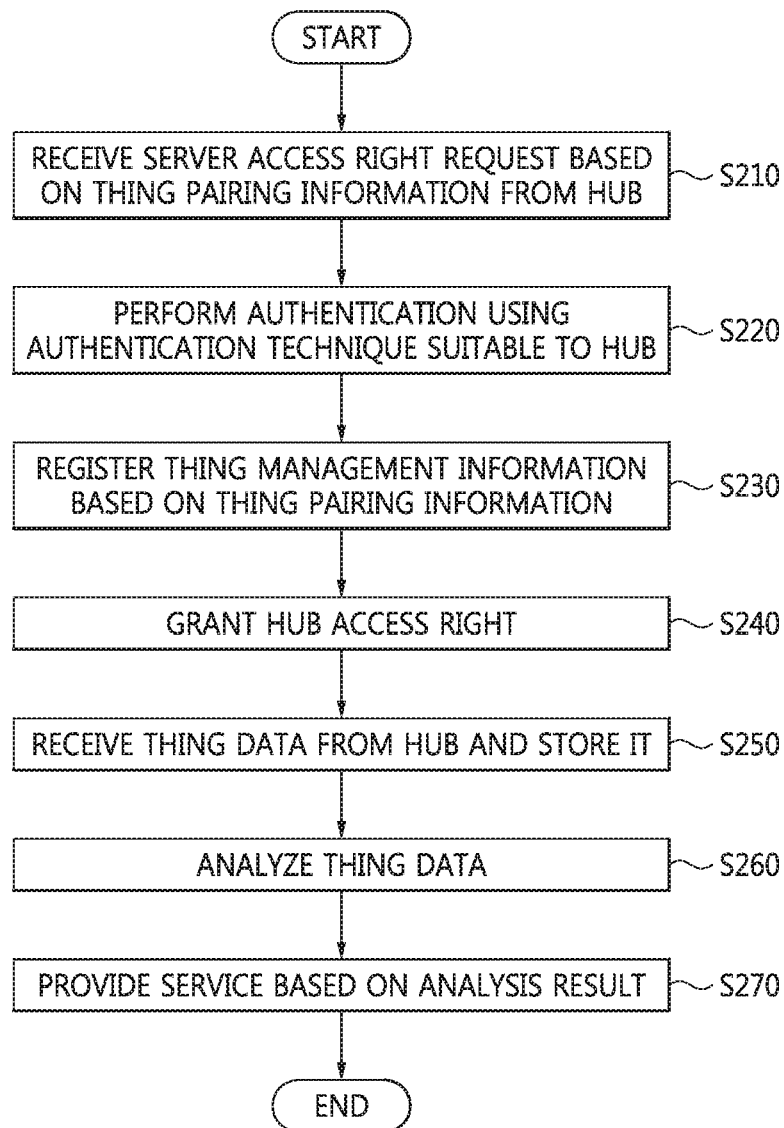 START
RECEIVE SERVER ACCESS RIGHT REQUEST BASED
ON THING PAIRING INFORMATION FROM HUB
S210
PERFORM AUTHENTICATION USING
AUTHENTICATION TECHNIQUE SUITABLE TO HUB
S220
REGISTER THING MANAGEMENT INFORMATION
BASED ON THING PAIRING INFORMATION
S230
GRANT HUB ACCESS RIGHT
S240
RECEIVE THING DATA FROM HUB AND STORE IT
S250
ANALYZE THING DATA
S260
PROVIDE SERVICE BASED ON ANALYSIS RESULT
S270
END